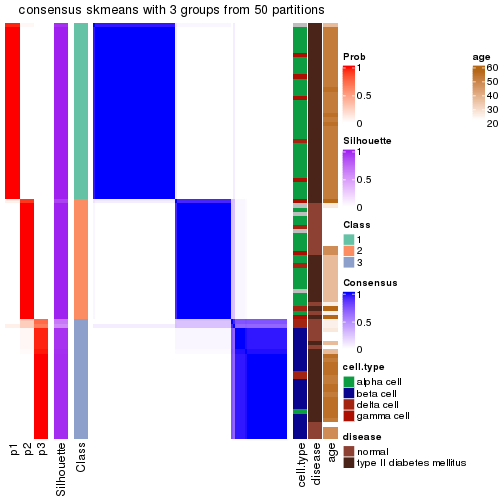 consensus skmeans with 3 groups from 50 partitions
Prob
1
0.5
0
Silhouette
1
0.5
0
Class
1
2
3
Consensus
1
0.5
0
cell.type
alpha cell
beta cell
delta cell
gamma cell
disease
normal
type II diabetes mellitus
age
60
50
40
30
20
p1
p2
p3
Silhouette
Class
cell.type
disease
age